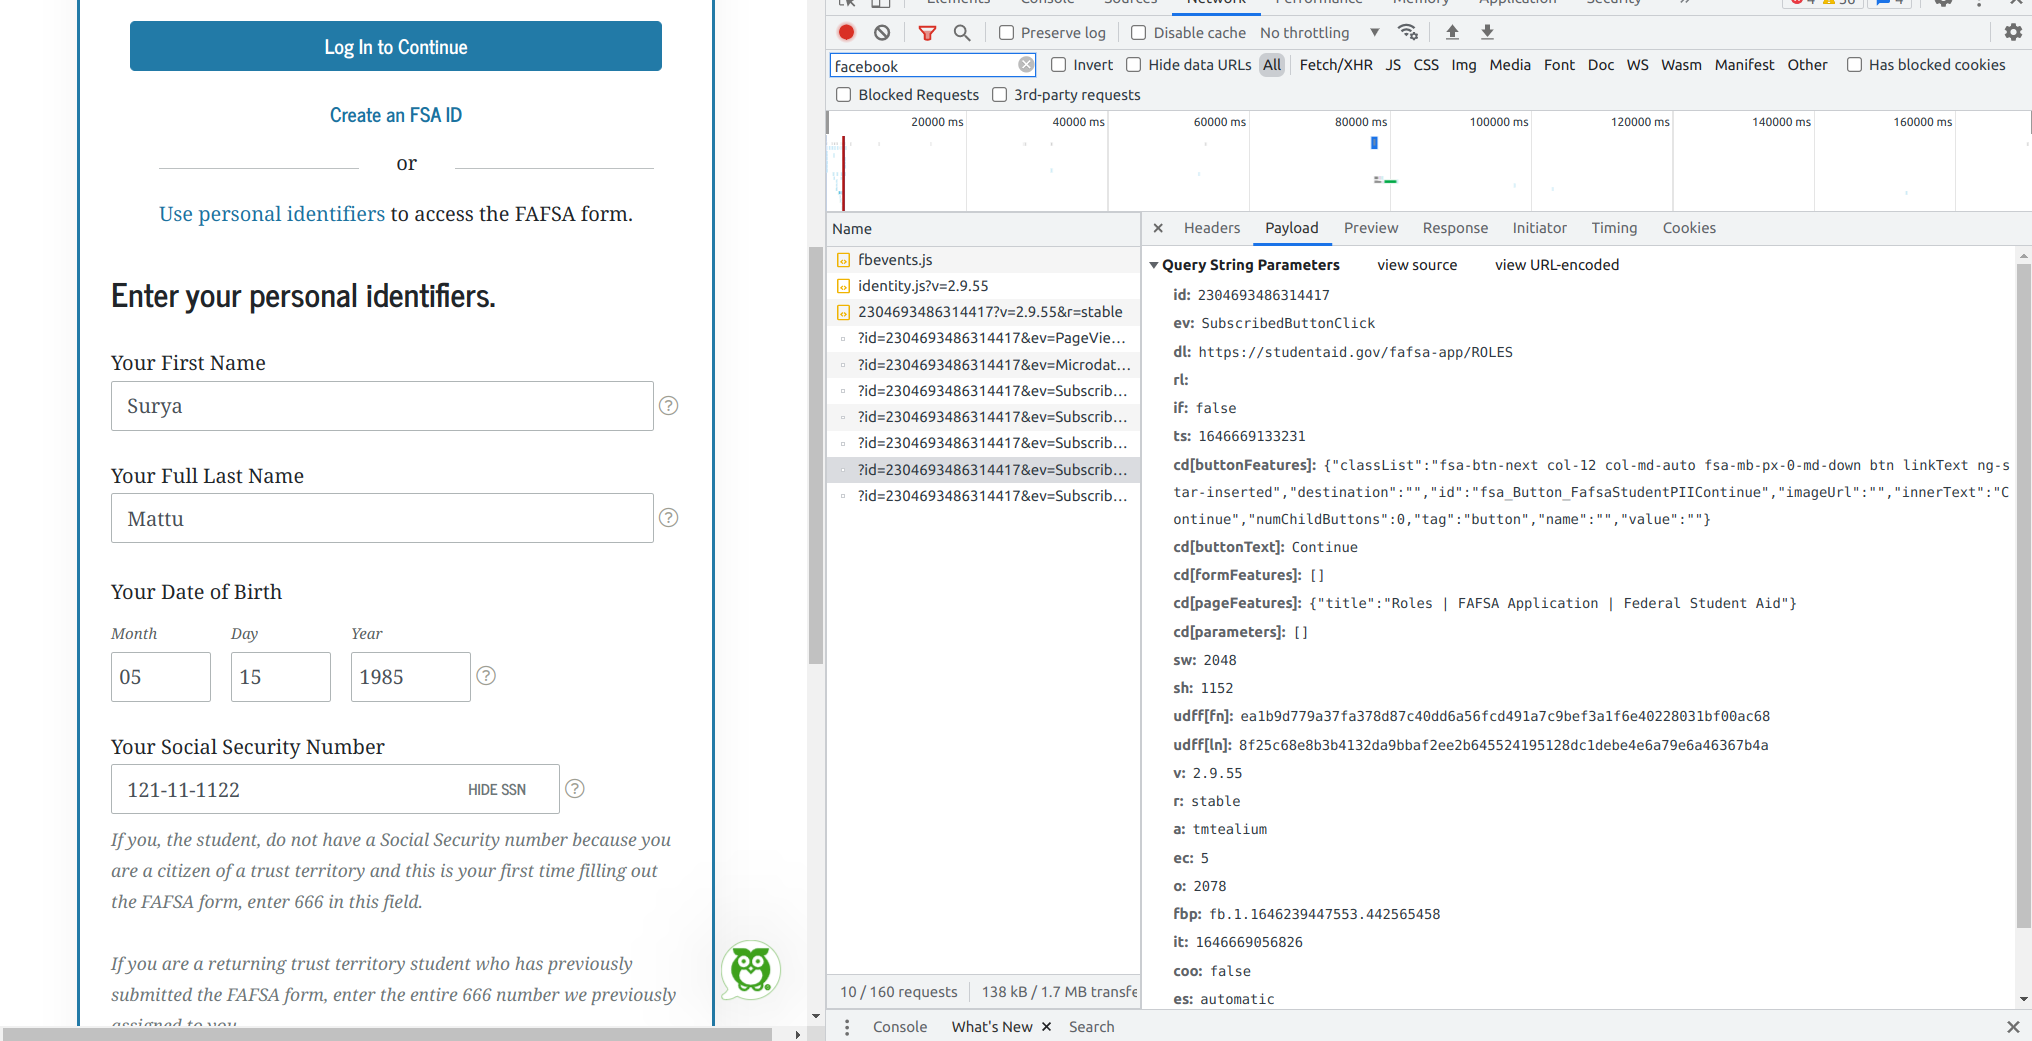 Log In to Continue
Create an FSA ID
or
Use personal identifiers to access the FAFSA form.
Enter your personal identifiers.
Your First Name
Surya
Your Full Last Name
Mattu
Your Date of Birth
Month Day Year
05 15 1985
Your Social Security Number
121-11-1122 HIDE SSN
If you, the student, do not have a Social Security number because you
are a citizen of a trust territory and this is your first time filling out
the FAFSA form, enter 666 in this field.
If you are a returning trust territory student who has previously
submitted the FAFSA form, enter the entire 666 number we previously
assigned to you
Elements Console Sources Network Performance Memory Application Security
Preserve log Disable cache No throttling
facebook Invert Hide data URLs All Fetch/XHR JS CSS Img Media Font Doc WS Wasm Manifest Other Has blocked cookies
Blocked Requests 3rd-party requests
20000 ms 40000 ms 60000 ms 80000 ms 100000 ms 120000 ms 140000 ms 160000 ms
Name
fbevents.js
identity.js?v=2.9.55
2304693486314417?v=2.9.55&r=stable
?id=2304693486314417&ev=PageVie...
?id=2304693486314417&ev=Microdat...
?id=2304693486314417&ev=Subscrib...
?id=2304693486314417&ev=Subscrib...
?id=2304693486314417&ev=Subscrib...
?id=2304693486314417&ev=Subscrib...
?id=2304693486314417&ev=Subscrib...
10 / 160 requests 138 kB / 1.7 MB transfe
Headers Payload Preview Response Initiator Timing Cookies
Query String Parameters view source view URL-encoded
id: 2304693486314417
ev: SubscribedButtonClick
dl: https://studentaid.gov/fafsa-app/ROLES
rl:
if: false
ts: 1646669133231
cd[buttonFeatures]: {"classList":"fsa-btn-next col-12 col-md-auto fsa-mb-px-0-md-down btn linkText ng-s
tar-inserted","destination":"","id":"fsa_Button_FafsaStudentPIIContinue","imageUrl":"","innerText":"C
ontinue","numChildButtons":0,"tag":"button","name":"","value":""}
cd[buttonText]: Continue
cd[formFeatures]: []
cd[pageFeatures]: {"title":"Roles | FAFSA Application | Federal Student Aid"}
cd[parameters]: []
sw: 2048
sh: 1152
udff[fn]: ea1b9d779a37fa378d87c40dd6a56fcd491a7c9bef3a1f6e40228031bf00ac68
udff[ln]: 8f25c68e8b3b4132da9bbaf2ee2b645524195128dc1debe4e6a79e6a46367b4a
v: 2.9.55
r: stable
a: tmtealium
ec: 5
o: 2078
fbp: fb.1.1646239447553.442565458
it: 1646669056826
coo: false
es: automatic
Console What's New Search